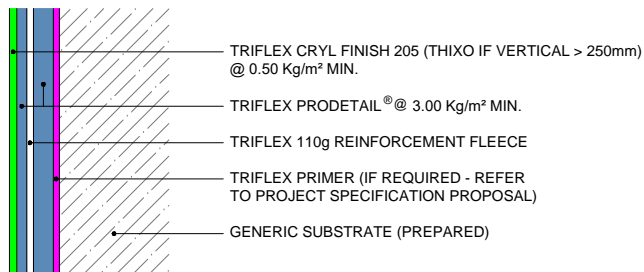 TRIFLEX CRYL FINISH 205 (THIXO IF VERTICAL > 250mm)
@ 0.50 Kg/m² MIN.
TRIFLEX PRODETAIL® @ 3.00 Kg/m² MIN.
TRIFLEX 110g REINFORCEMENT FLEECE
TRIFLEX PRIMER (IF REQUIRED - REFER
TO PROJECT SPECIFICATION PROPOSAL)
GENERIC SUBSTRATE (PREPARED)